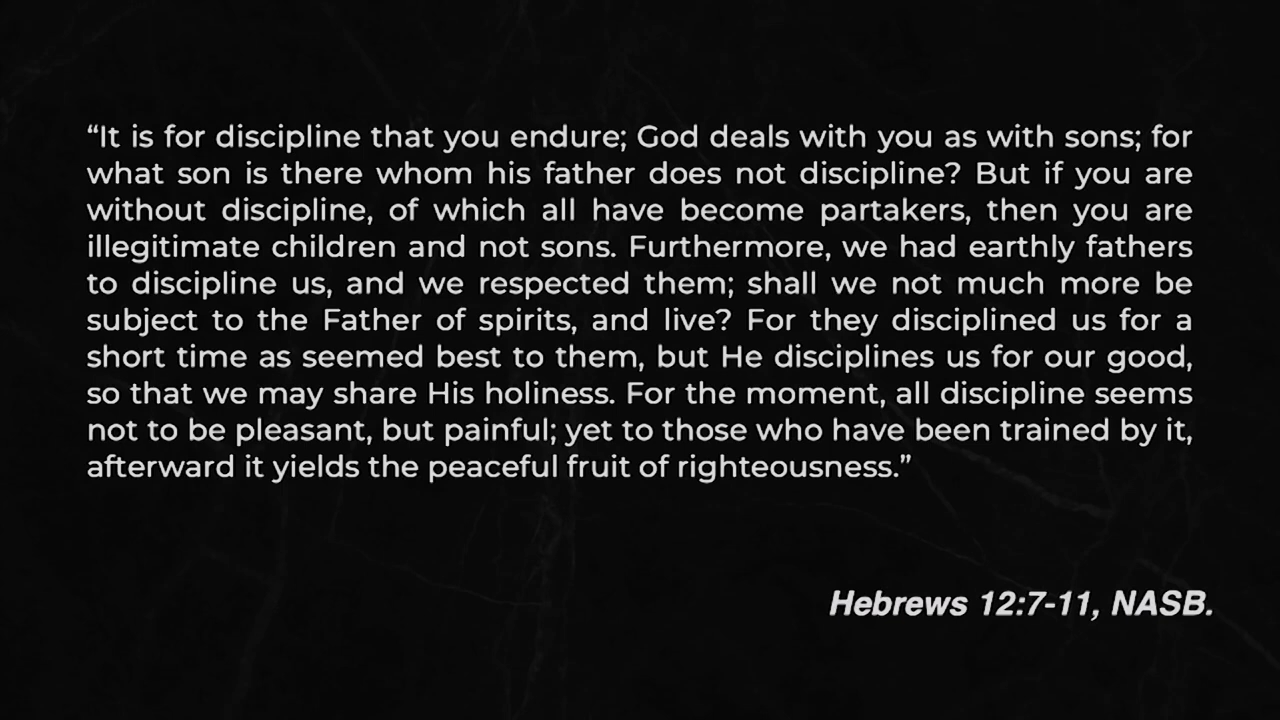 “It is for discipline that you endure; God deals with you as with sons; for
what son is there whom his father does not discipline? But if you are
without discipline, of which all have become partakers, then you are
illegitimate children and not sons. Furthermore, we had earthly fathers
to discipline us, and we respected them; shall we not much more be
subject to the Father of spirits, and live? For they disciplined us for a
short time as seemed best to them, but He disciplines us for our good,
so that we may share His holiness. For the moment, all discipline seems
not to be pleasant, but painful; yet to those who have been trained by it,
afterward it yields the peaceful fruit of righteousness.”
Hebrews 12:7-11, NASB.